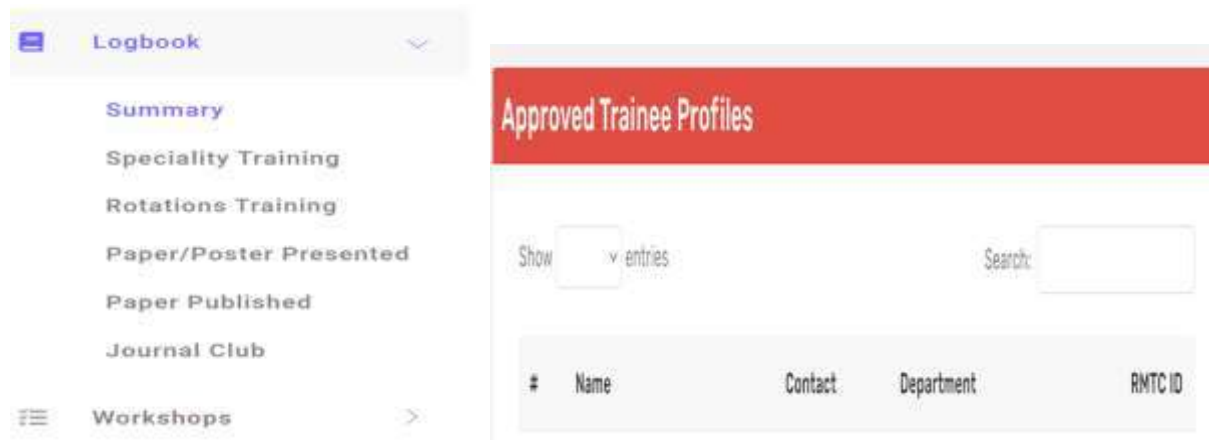 Logbook
Summary
Speciality Training
Rotations Training
Paper/Poster Presented
Paper Published
Journal Club
Workshops
Approved Trainee Profiles
Show entries Search:
# Name Contact Department RMTC ID